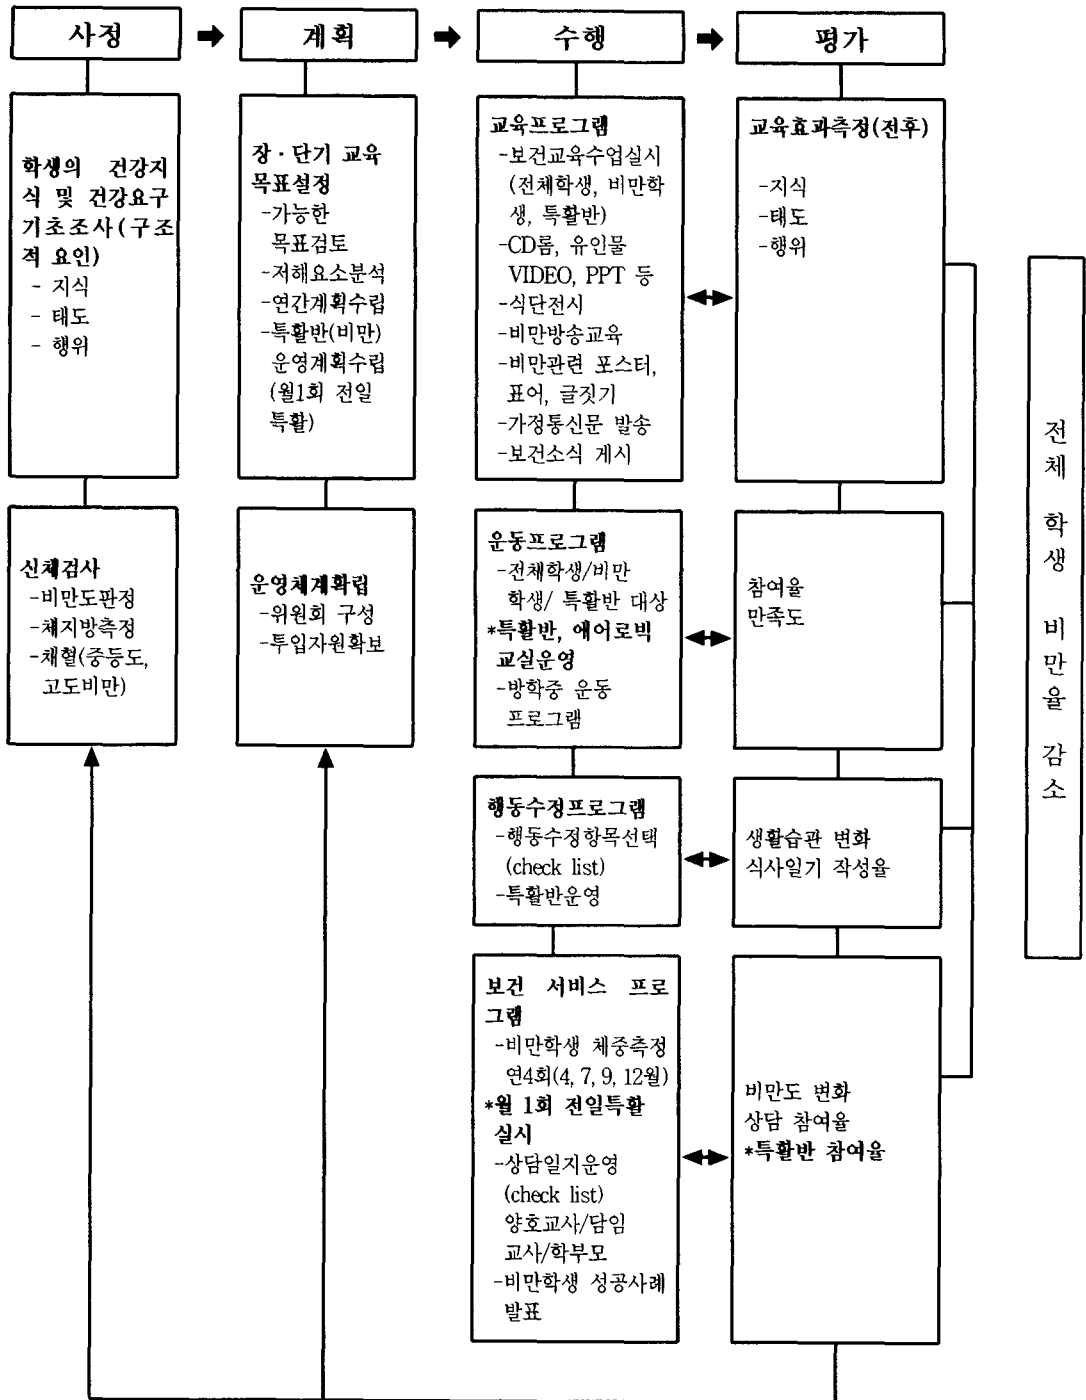 사정
계획
수행
평가
학생의 건강지
식 및 건강요구
기초조사(구조
적 요인)
- 지식
- 태도
- 행위
신체검사
-비만도판정
-체지방측정
-채혈(중등도,
고도비만)
장·단기 교육
목표설정
-가능한
목표검토
-저해요소분석
-연간계획수립
-특활반(비만)
운영계획수립
(월1회 전일
특활)
운영체계확립
-위원회 구성
-투입자원확보
교육프로그램
-보건교육수업실시
(전체학생, 비만학
생, 특활반)
-CD롬, 유인물
VIDEO, PPT 등
-식단전시
-비만방송교육
-비만관련 포스터,
표어, 글짓기
-가정통신문 발송
-보건소식 게시
운동프로그램
-전체학생/비만
학생/ 특활반 대상
*특활반, 애어로빅
교실운영
-방학중 운동
프로그램
행동수정프로그램
-행동수정항목선택
(check list)
-특활반운영
보건 서비스 프로
그램
-비만학생 체중측정
연4회(4, 7, 9, 12월)
*월 1회 전일특활
실시
-상담일지운영
(check list)
양호교사/담임
교사/학부모
-비만학생 성공사례
발표
교육효과측정(전후)
-지식
-태도
-행위
참여율
만족도
생활습관 변화
식사일기 작성율
비만도 변화
상담 참여율
*특활반 참여율
전체 학생 비만율 감소